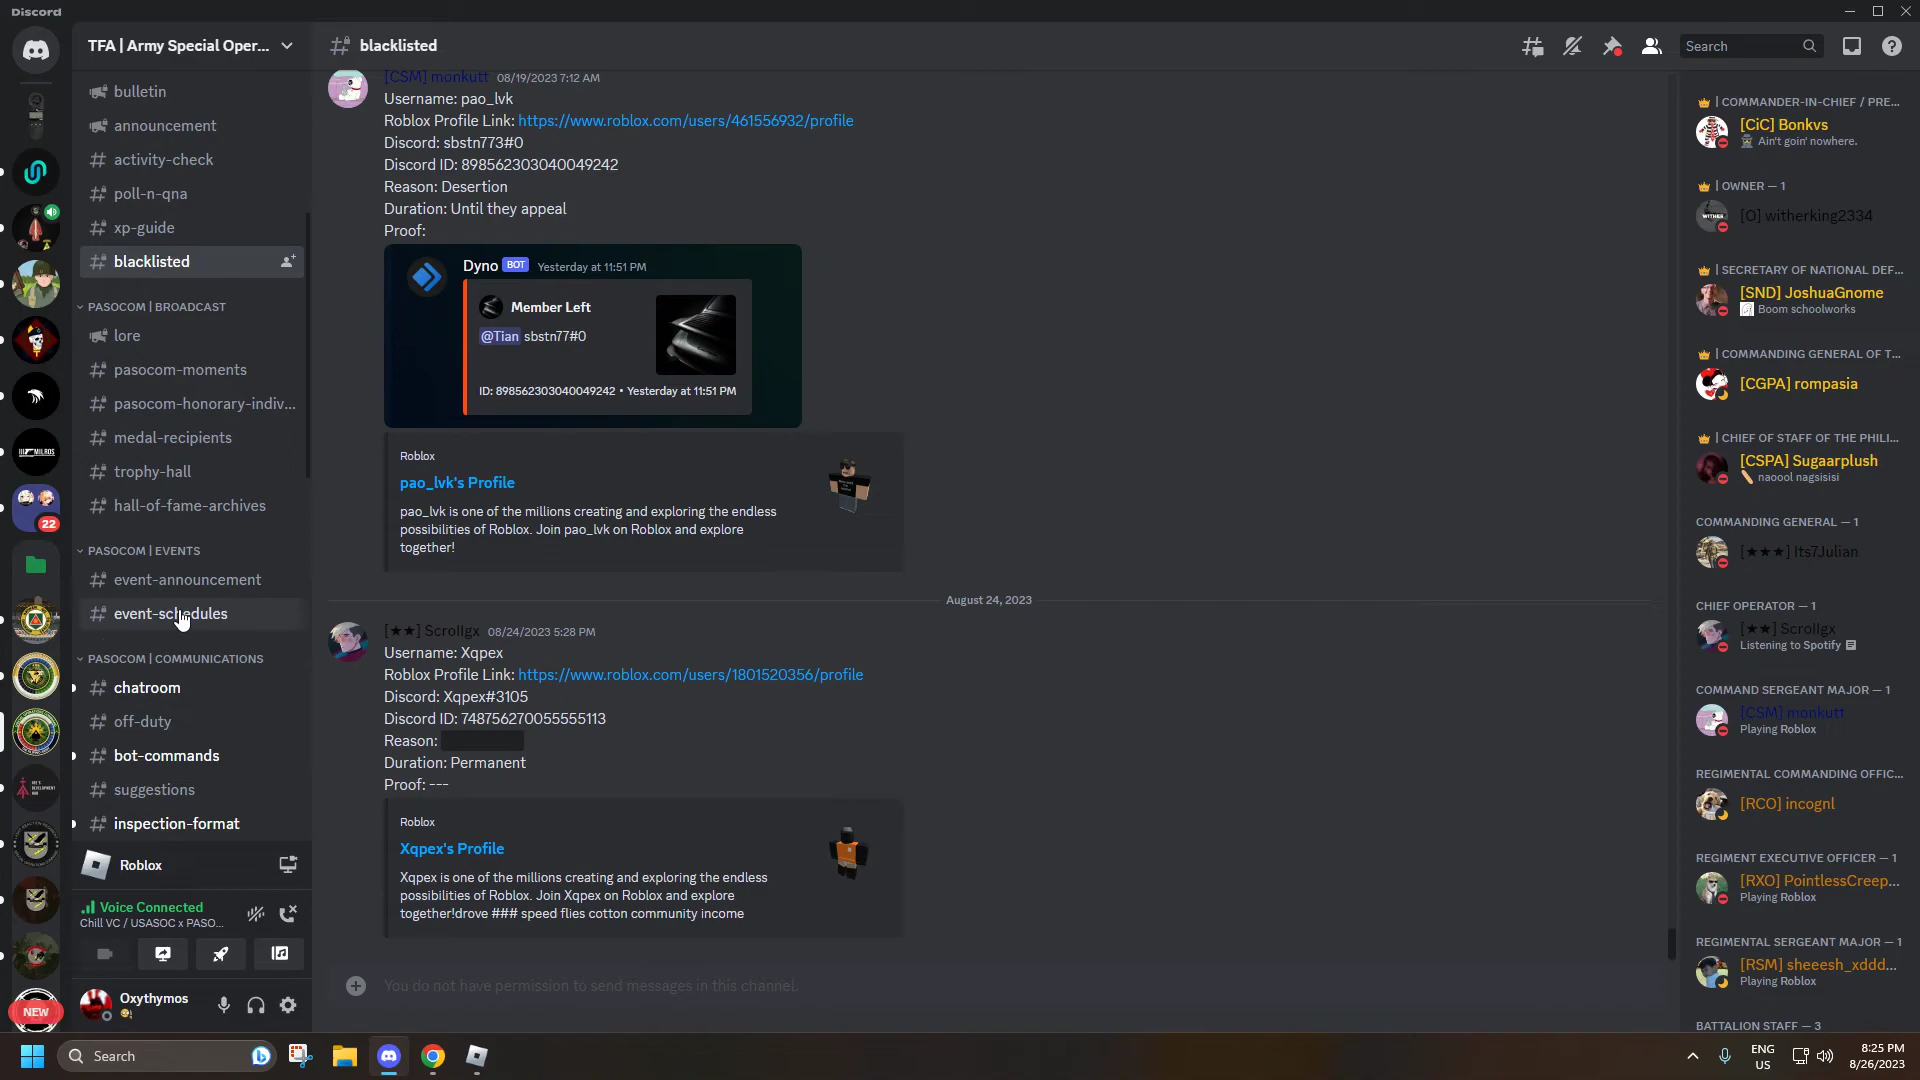 Discord
TFA | Army Special Oper...
bulletin
announcement
activity-check
poll-n-qna
xp-guide
blacklisted
PASOCOM | BROADCAST
lore
pasocom-moments
pasocom-honorary-indiv...
medal-recipients
trophy-hall
hall-of-fame-archives
PASOCOM | EVENTS
event-announcement
event-schedules
PASOCOM | COMMUNICATIONS
chatroom
off-duty
bot-commands
suggestions
inspection-format
Roblox
Voice Connected
Chill VC / USASOC x PASO...
Oxythymos
22
NEW
blacklisted
Search
[CSM] monkutt 08/19/2023 7:12 AM
Username: pao_lvk
Roblox Profile Link: https://www.roblox.com/users/461556932/profile
Discord: sbstn773#0
Discord ID: 898562303040049242
Reason: Desertion
Duration: Until they appeal
Proof:
Dyno BOT Yesterday at 11:51 PM
Member Left
@Tian sbstn77#0
ID: 898562303040049242 • Yesterday at 11:51 PM
Roblox
pao_lvk's Profile
pao_lvk is one of the millions creating and exploring the endless
possibilities of Roblox. Join pao_lvk on Roblox and explore
together!
August 24, 2023
[★★] Scrollgx 08/24/2023 5:28 PM
Username: Xqpex
Roblox Profile Link: https://www.roblox.com/users/1801520356/profile
Discord: Xqpex#3105
Discord ID: 748756270055555113
Reason:
Duration: Permanent
Proof: ---
Roblox
Xqpex's Profile
Xqpex is one of the millions creating and exploring the endless
possibilities of Roblox. Join Xqpex on Roblox and explore
together!drove ### speed flies cotton community income
You do not have permission to send messages in this channel.
| COMMANDER-IN-CHIEF / PRE...
[CiC] Bonkvs
Ain't goin' nowhere.
| OWNER — 1
[O] witherking2334
| SECRETARY OF NATIONAL DEF...
[SND] JoshuaGnome
Boom schoolworks
| COMMANDING GENERAL OF T...
[CGPA] rompasia
| CHIEF OF STAFF OF THE PHILI...
[CSPA] Sugaarplush
naoool nagsisisi
COMMANDING GENERAL — 1
[★★★] Its7Julian
CHIEF OPERATOR — 1
[★★] Scrollgx
Listening to Spotify
COMMAND SERGEANT MAJOR — 1
[CSM] monkutt
Playing Roblox
REGIMENTAL COMMANDING OFFIC...
[RCO] incognl
REGIMENT EXECUTIVE OFFICER — 1
[RXO] PointlessCreep...
Playing Roblox
REGIMENTAL SERGEANT MAJOR — 1
[RSM] sheeesh_xddd...
Playing Roblox
BATTALION STAFF — 3
Search
ENG
US
8:25 PM
8/26/2023